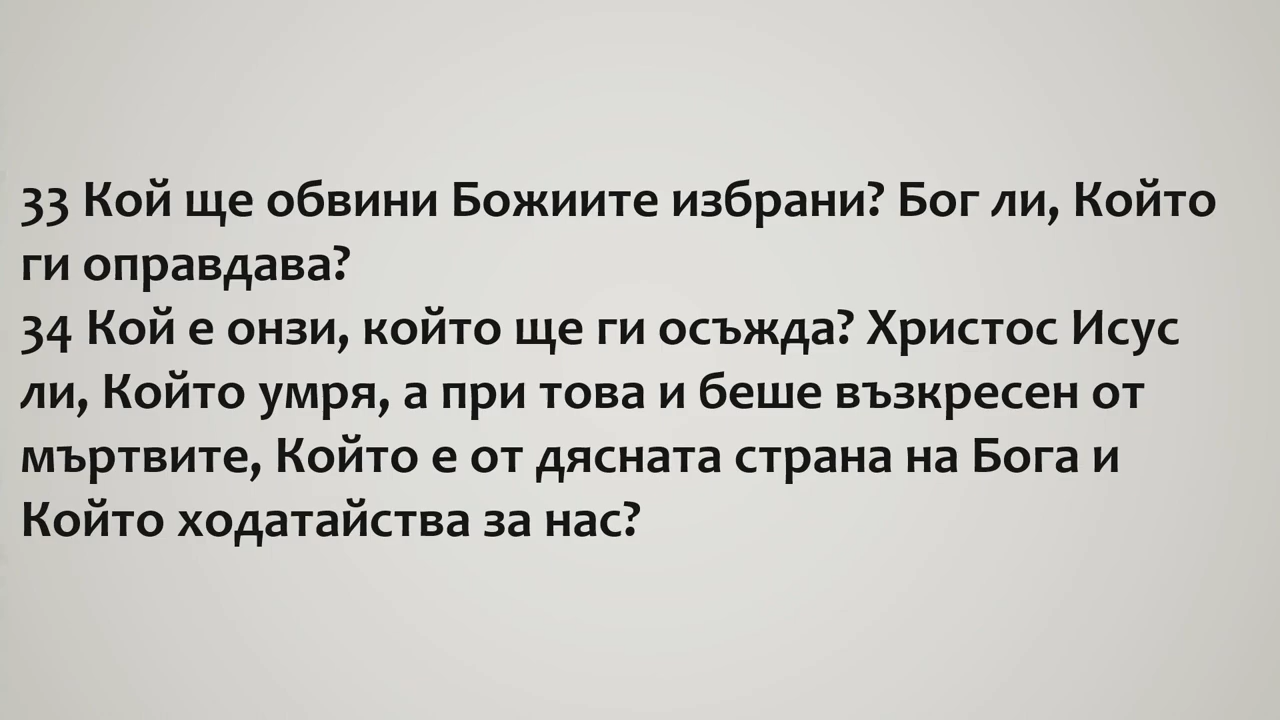 33 Кой ще обвини Божиите избрани? Бог ли, Който
ги оправдава?
34 Кой е онзи, който ще ги осъжда? Христос Исус
ли, Който умря, а при това и беше възкресен от
мъртвите, Който е от дясната страна на Бога и
Който ходатайства за нас?